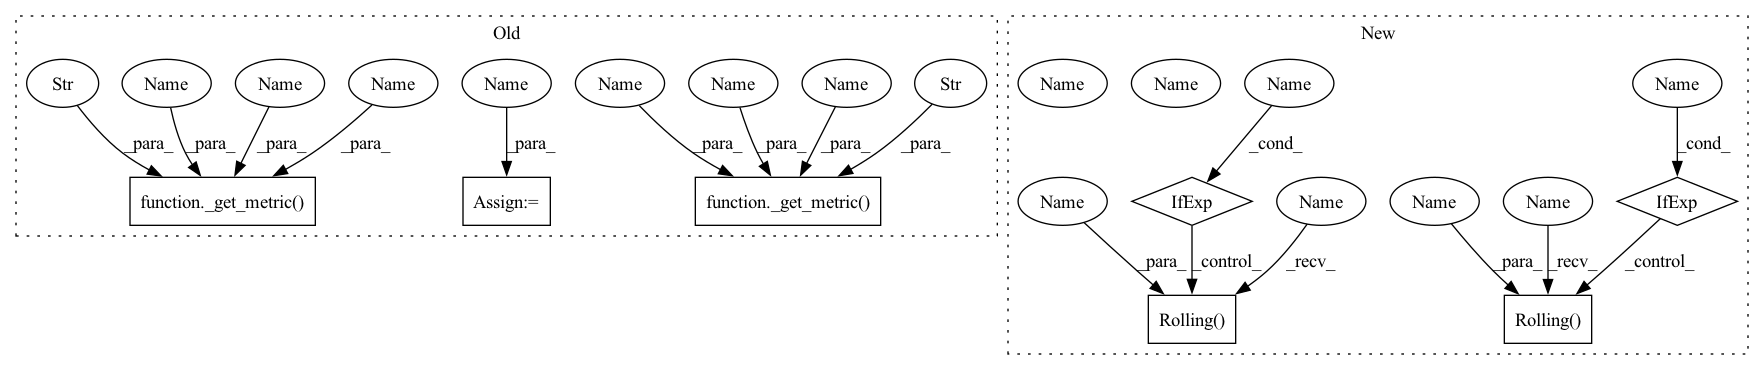 Old
New
Str Name Name Name Name Name Name Name Str Name Name Name Name
_para_ _para_ _para_ _para_ _para_ _para_ _para_ _para_ _para_ _cond_ _cond_
function._get_metric() Assign:= function._get_metric() Name IfExp Name Name Name IfExp
_para_ _control_ _recv_ _para_ _recv_ _control_
Rolling() Rolling()